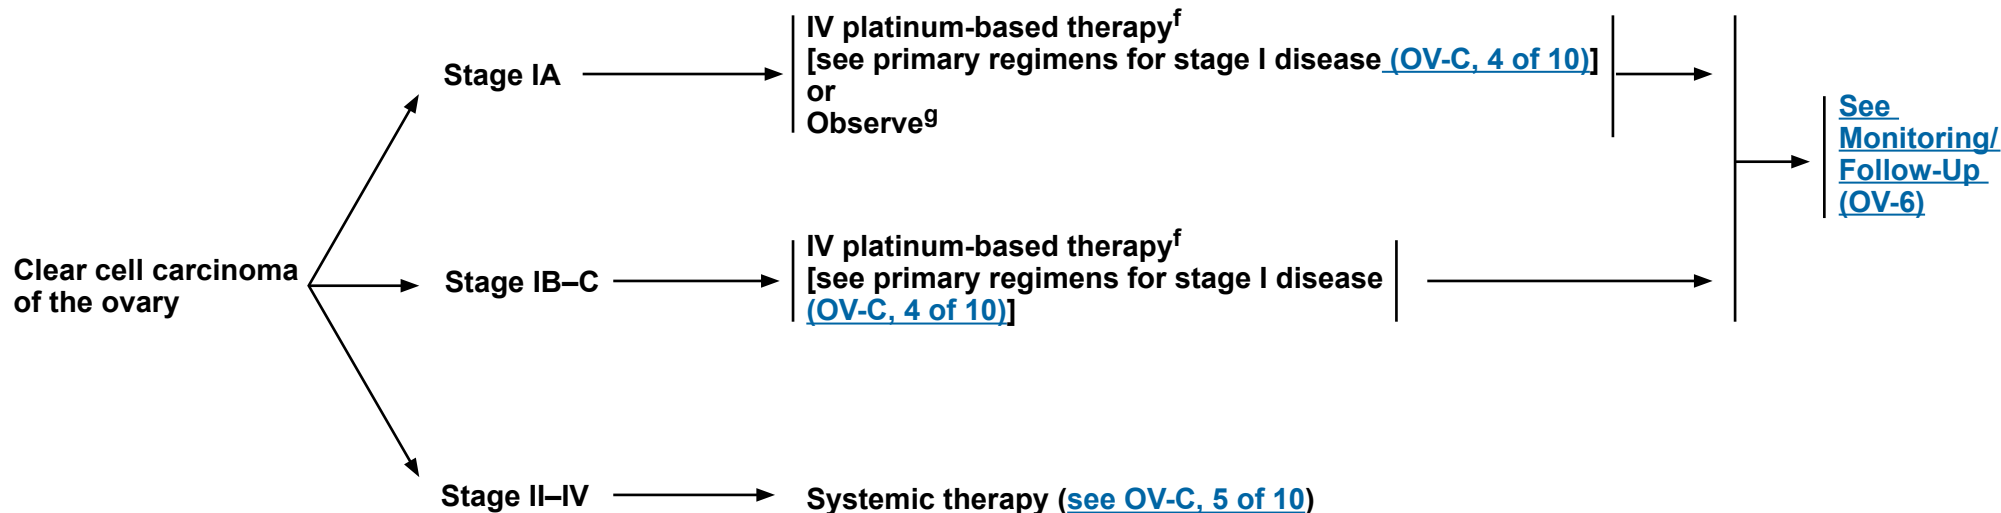 Clear cell carcinoma
of the ovary
Stage IA
IV platinum-based therapyf
[see primary regimens for stage I disease (OV-C, 4 of 10)]
or
Observeg
Stage IB–C
IV platinum-based therapyf
[see primary regimens for stage I disease
(OV-C, 4 of 10)]
Stage II–IV
Systemic therapy (see OV-C, 5 of 10)
See
Monitoring/
Follow-Up
(OV-6)